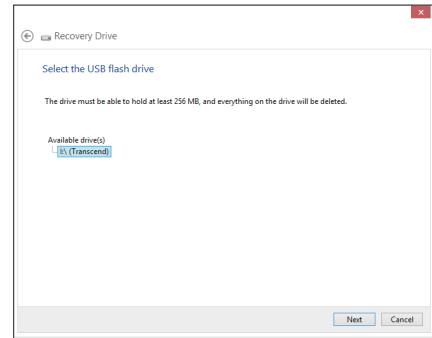 Recovery Drive
Select the USB flash drive
The drive must be able to hold at least 256 MB, and everything on the drive will be deleted.
Available drive(s)
I:\ (Transcend)
Next Cancel